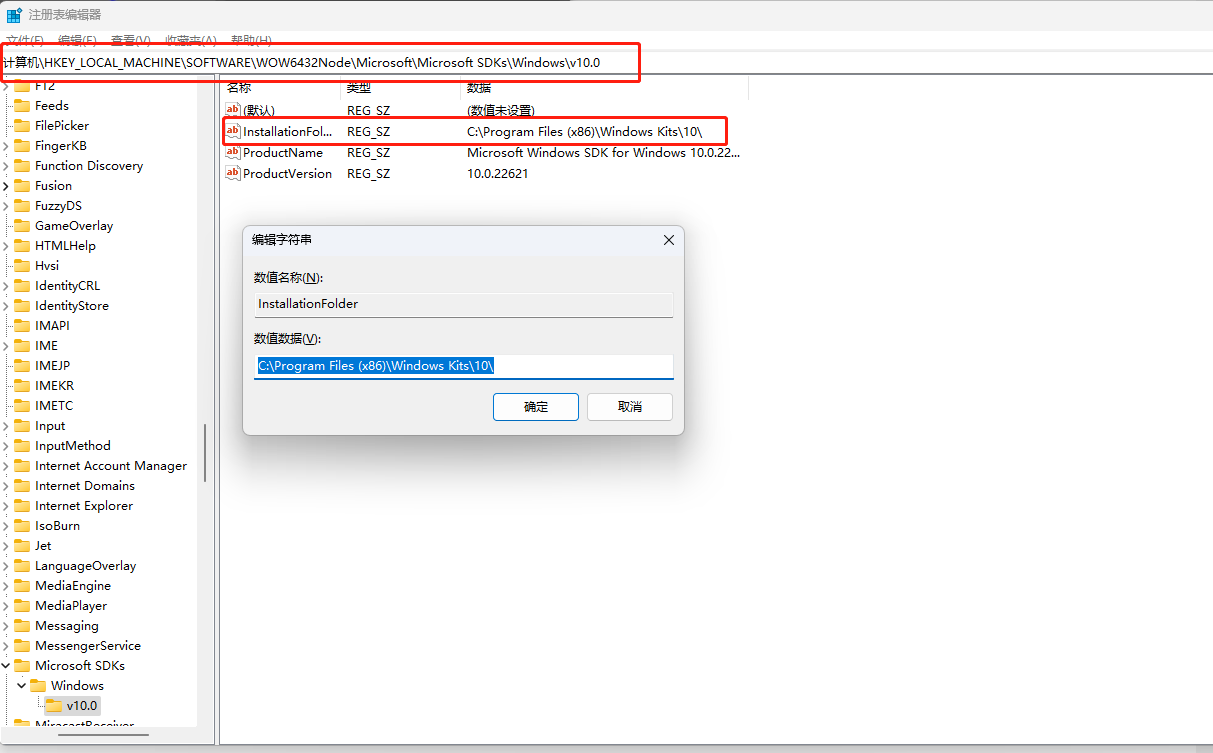 注册表编辑器
文件(F) 编辑(E) 查看(V) 收藏夹(A) 帮助(H)
计算机\HKEY_LOCAL_MACHINE\SOFTWARE\WOW6432Node\Microsoft\Microsoft SDKs\Windows\v10.0
F12
Feeds
FilePicker
FingerKB
Function Discovery
Fusion
FuzzyDS
GameOverlay
HTMLHelp
Hvsi
IdentityCRL
IdentityStore
IMAPI
IME
IMEJP
IMEKR
IMETC
Input
InputMethod
Internet Account Manager
Internet Domains
Internet Explorer
IsoBurn
Jet
LanguageOverlay
MediaEngine
MediaPlayer
Messaging
MessengerService
Microsoft SDKs
Windows
v10.0
MiracastReceiver
名称 类型 数据
ab (默认) REG_SZ (数值未设置)
ab InstallationFol... REG_SZ C:\Program Files (x86)\Windows Kits\10\
ab ProductName REG_SZ Microsoft Windows SDK for Windows 10.0.22...
ab ProductVersion REG_SZ 10.0.22621
编辑字符串
数值名称(N):
InstallationFolder
数值数据(V):
C:\Program Files (x86)\Windows Kits\10\
确定 取消